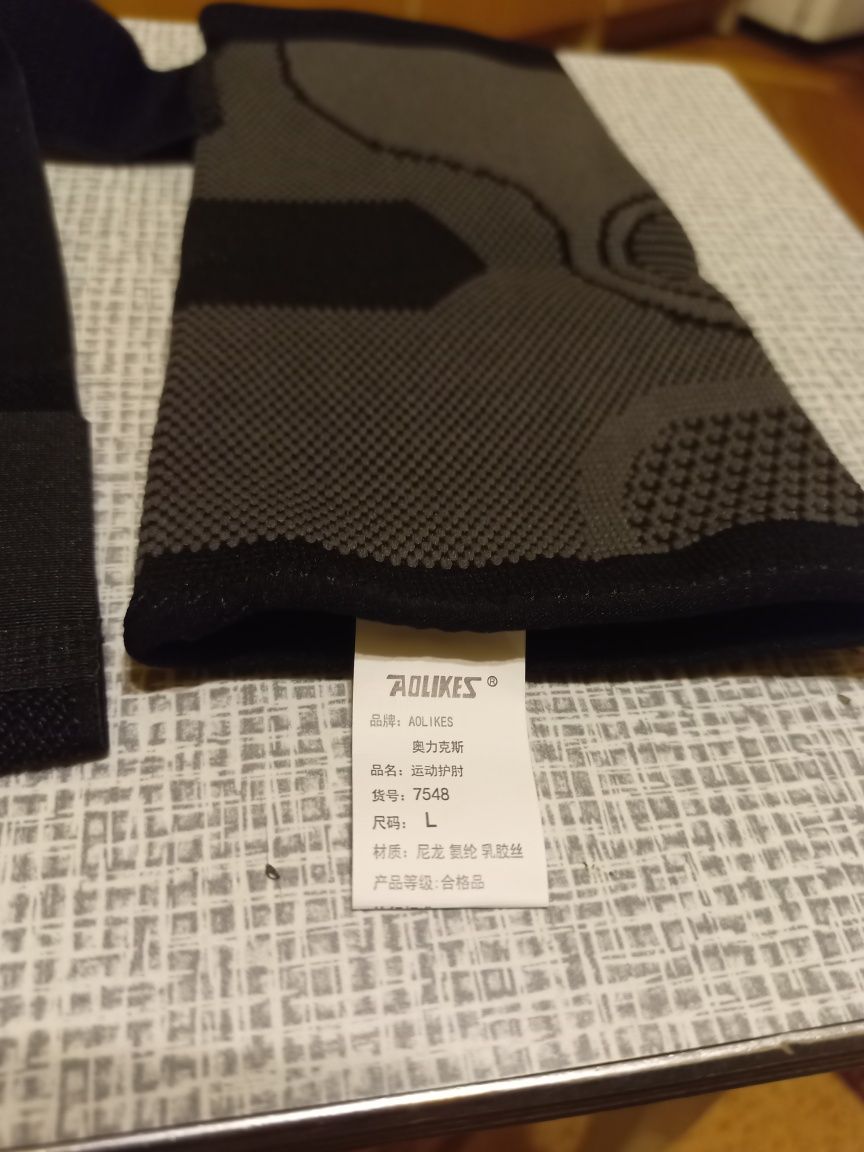 AOLIKES®
品牌：AOLIKES
奥力克斯
品名：运动护肘
货号：7548
尺码： L
材质：尼龙 氨纶 乳胶丝
产品等级:合格品